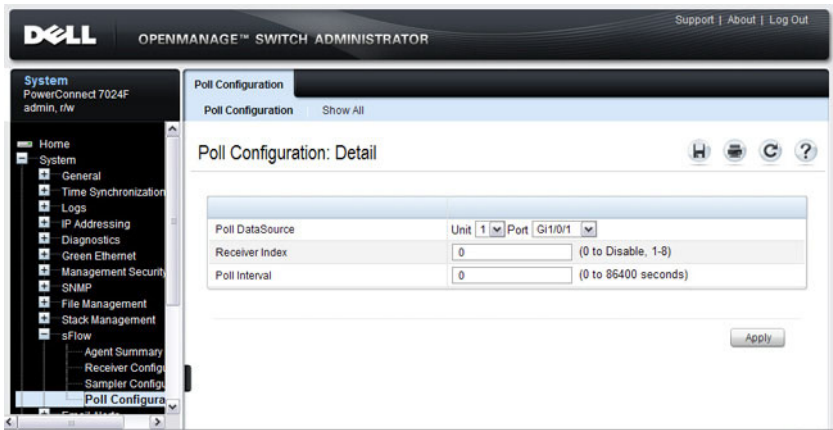 Support | About | Log Out
DELL
OPENMANAGE™ SWITCH ADMINISTRATOR
System
PowerConnect 7024F
admin, r/w
Home
System
General
Time Synchronization
Logs
IP Addressing
Diagnostics
Green Ethernet
Management Security
SNMP
File Management
Stack Management
sFlow
Agent Summary
Receiver Configu
Sampler Configu
Poll Configura
Email Alerts
Poll Configuration
Poll Configuration Show All
Poll Configuration: Detail
Poll DataSource Unit 1 Port Gi1/0/1
Receiver Index 0 (0 to Disable, 1-8)
Poll Interval 0 (0 to 86400 seconds)
Apply